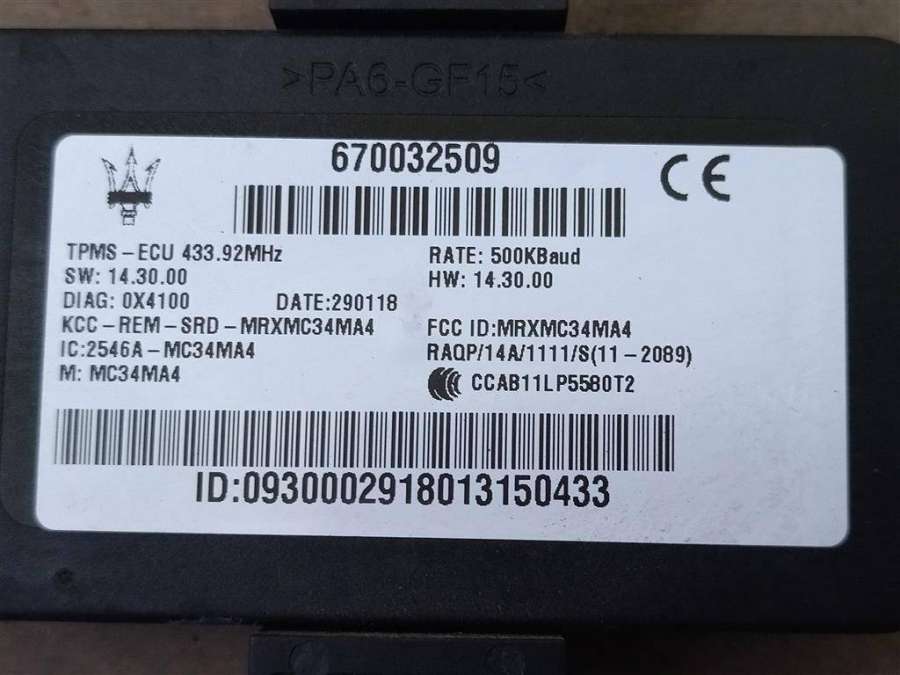 >PA6-GF15<
670032509
CE
TPMS-ECU 433.92MHz
RATE: 500KBaud
SW: 14.30.00
HW: 14.30.00
DIAG: 0X4100 DATE:290118
KCC-REM-SRD-MRXMC34MA4
FCC ID:MRXMC34MA4
IC:2546A-MC34MA4
RAQP/14A/1111/S(11-2089)
M: MC34MA4
CCAB11LP5580T2
ID:0930002918013150433